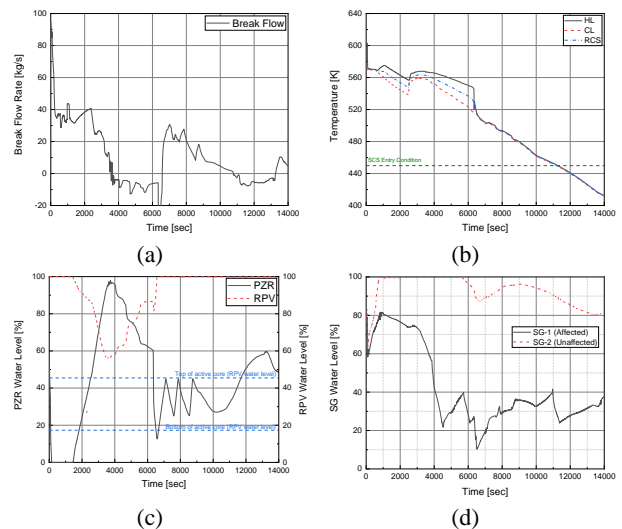 100
80
60
40
20
0
-20
Break Flow Rate [kg/s]
Break Flow
0 2000 4000 6000 8000 10000 12000 14000
Time [sec]
(a)
640
600
560
520
480
440
400
Temperature [K]
HL
CL
RCS
SCS Entry Condition
0 2000 4000 6000 8000 10000 12000 14000
Time [sec]
(b)
100
80
60
40
20
0
PZR Water Level [%]
PZR
RPV
Top of active core (RPV water level)
Bottom of active core (RPV water level)
100
80
60
40
20
0
RPV Water Level [%]
0 2000 4000 6000 8000 10000 12000 14000
Time [sec]
(c)
100
80
60
40
20
0
SG Water Level [%]
SG-1 (Affected)
SG-2 (Unaffected)
0 2000 4000 6000 8000 10000 12000 14000
Time [sec]
(d)